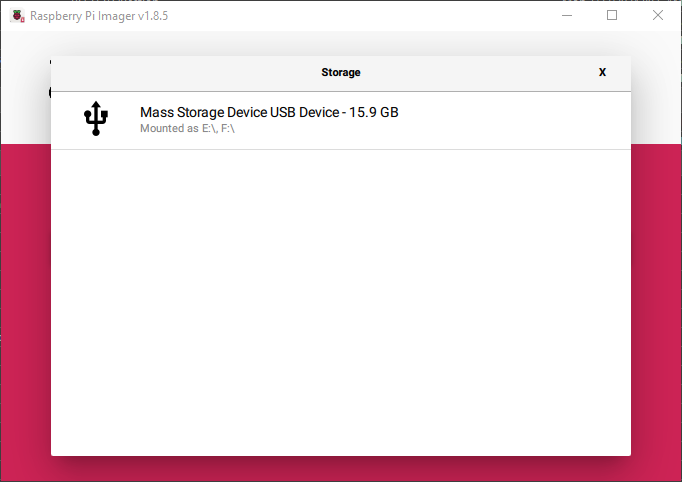 Raspberry Pi Imager v1.8.5
Storage
X
Mass Storage Device USB Device - 15.9 GB
Mounted as E:\, F:\